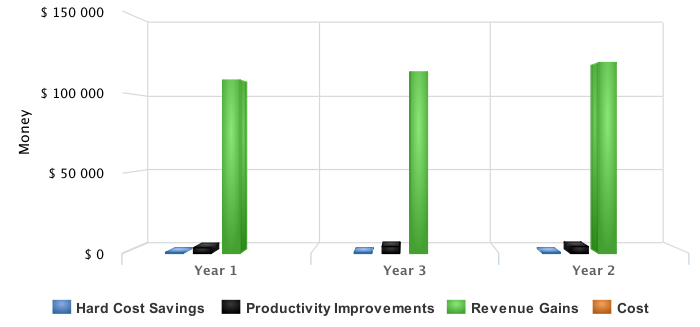 $ 150 000
$ 100 000
Money
$ 50 000
$ 0
Year 1 Year 3 Year 2
Hard Cost Savings Productivity Improvements Revenue Gains Cost